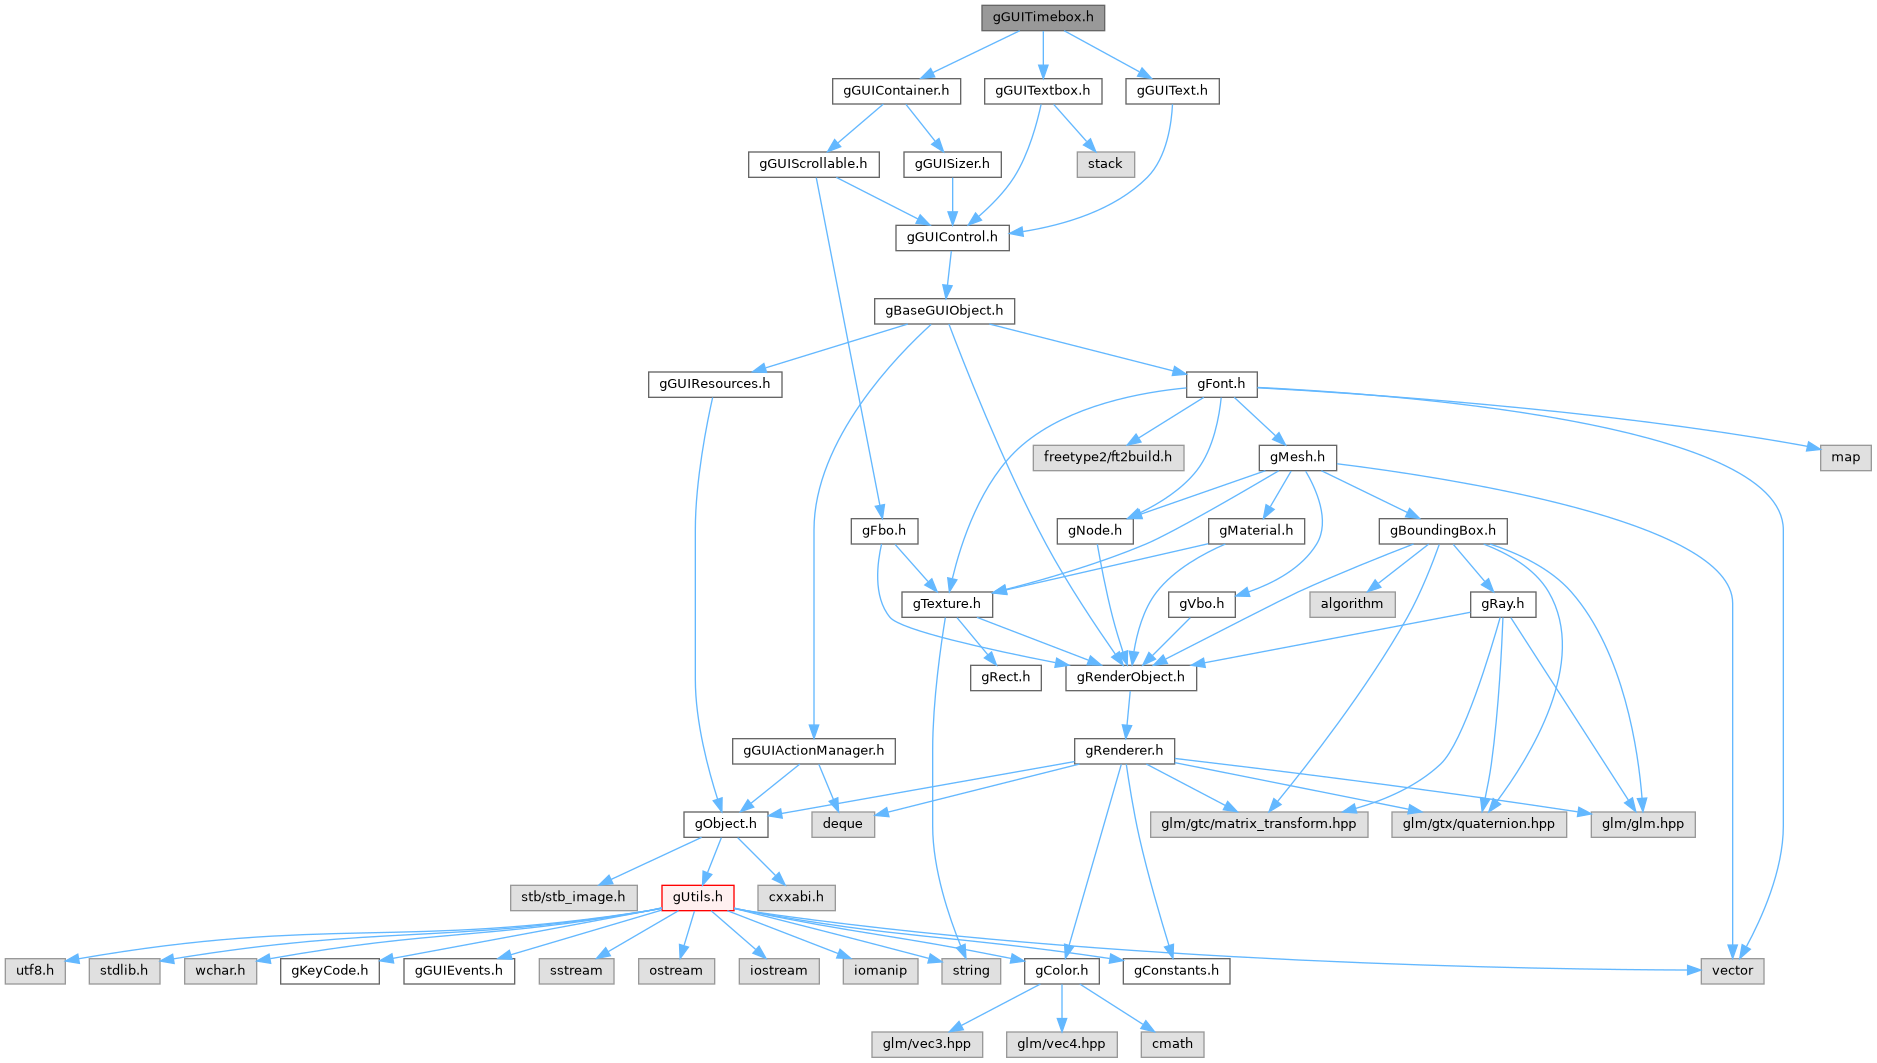 gGUITimebox.h
gGUIContainer.h
gGUITextbox.h
gGUIText.h
gGUIScrollable.h
gGUISizer.h
stack
gGUIControl.h
gBaseGUIObject.h
gGUIResources.h
gFont.h
freetype2/ft2build.h
gMesh.h
map
gFbo.h
gNode.h
gMaterial.h
gBoundingBox.h
gTexture.h
gVbo.h
algorithm
gRay.h
gRect.h
gRenderObject.h
gGUIActionManager.h
gRenderer.h
gObject.h
deque
glm/gtc/matrix_transform.hpp
glm/gtx/quaternion.hpp
glm/glm.hpp
stb/stb_image.h
gUtils.h
cxxabi.h
utf8.h
stdlib.h
wchar.h
gKeyCode.h
gGUIEvents.h
sstream
ostream
iostream
iomanip
string
gColor.h
gConstants.h
vector
glm/vec3.hpp
glm/vec4.hpp
cmath